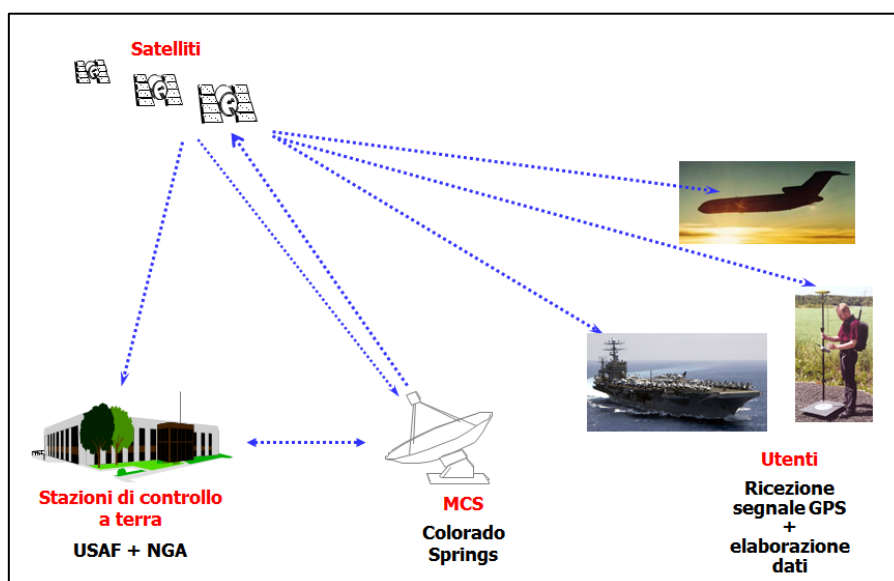 Satelliti
Stazioni di controllo
a terra
USAF + NGA
MCS
Colorado
Springs
Utenti
Ricezione
segnale GPS
+
elaborazione
dati